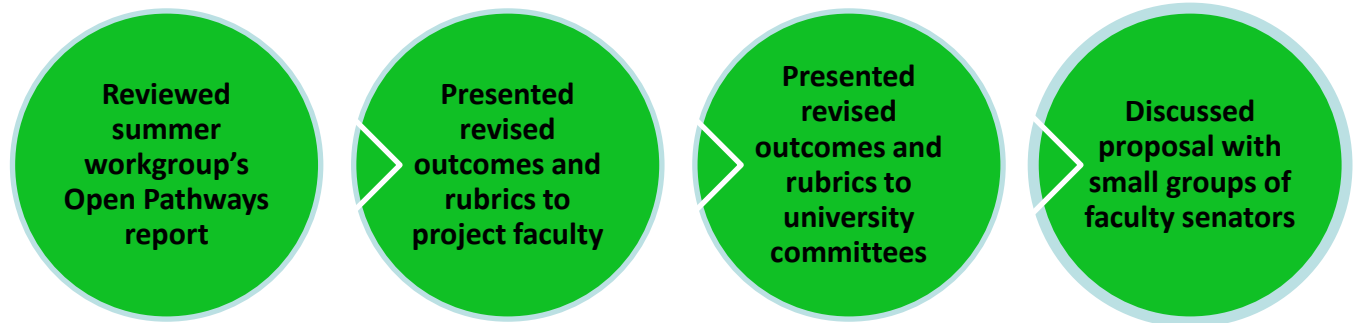 Reviewed
summer
workgroup’s
Open Pathways
report
Presented
revised
outcomes and
rubrics to
project faculty
Presented
revised
outcomes and
rubrics to
university
committees
Discussed
proposal with
small groups of
faculty senators